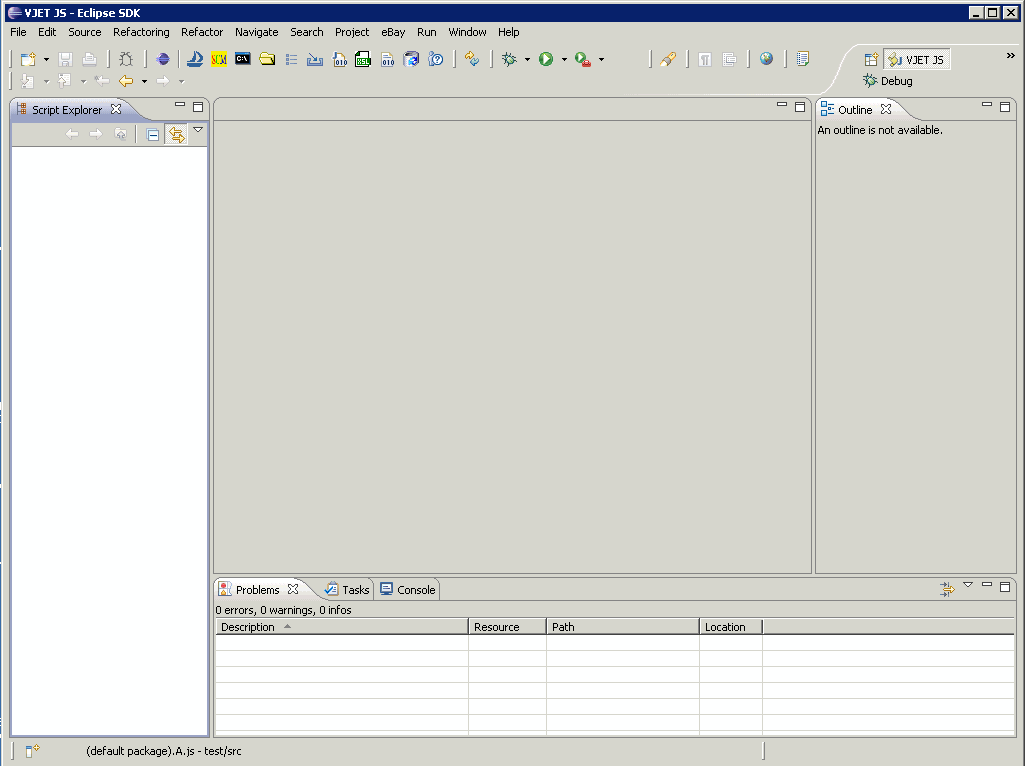 VJET JS - Eclipse SDK
File Edit Source Refactoring Refactor Navigate Search Project eBay Run Window Help
VJET JS
Debug
Script Explorer
Outline
An outline is not available.
Problems Tasks Console
0 errors, 0 warnings, 0 infos
Description Resource Path Location
(default package).A.js - test/src